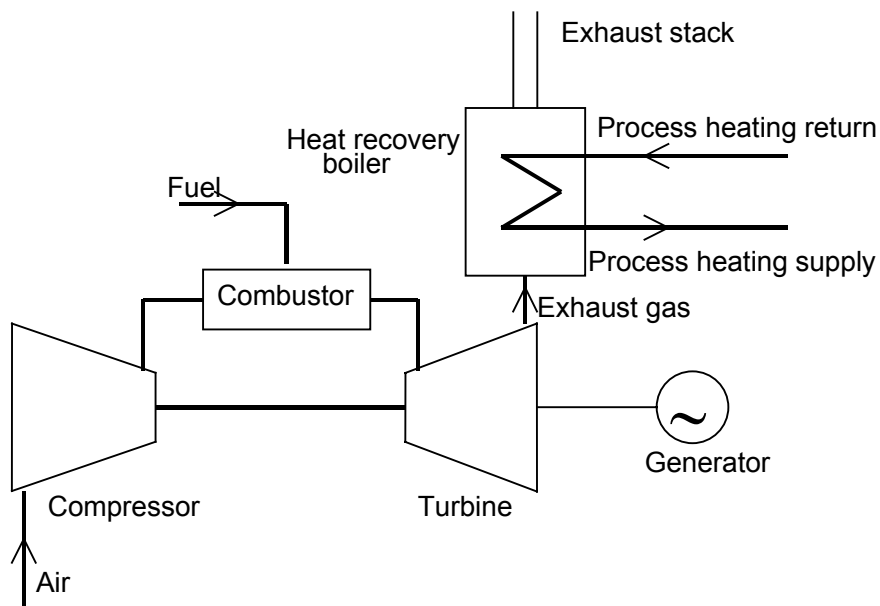 Exhaust stack
Process heating return
Heat recovery
boiler
Fuel
Process heating supply
Combustor
Exhaust gas
~
Generator
Compressor
Turbine
Air